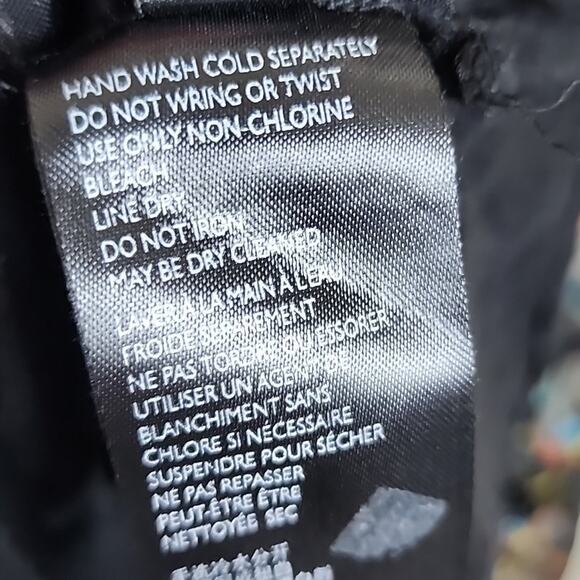 HAND WASH COLD SEPARATELY
DO NOT WRING OR TWIST
USE ONLY NON-CHLORINE
BLEACH
LINE DRY
DO NOT IRON
MAY BE DRY CLEANED
LAVER À LA MAIN À L'EAU
FROIDE SÉPARÉMENT
NE PAS TORDRE OU ESSORER
UTILISER UN AGENT DE
BLANCHIMENT SANS
CHLORE SI NÉCESSAIRE
SUSPENDRE POUR SÉCHER
NE PAS REPASSER
PEUT-ÊTRE ÊTRE
NETTOYÉE SEC